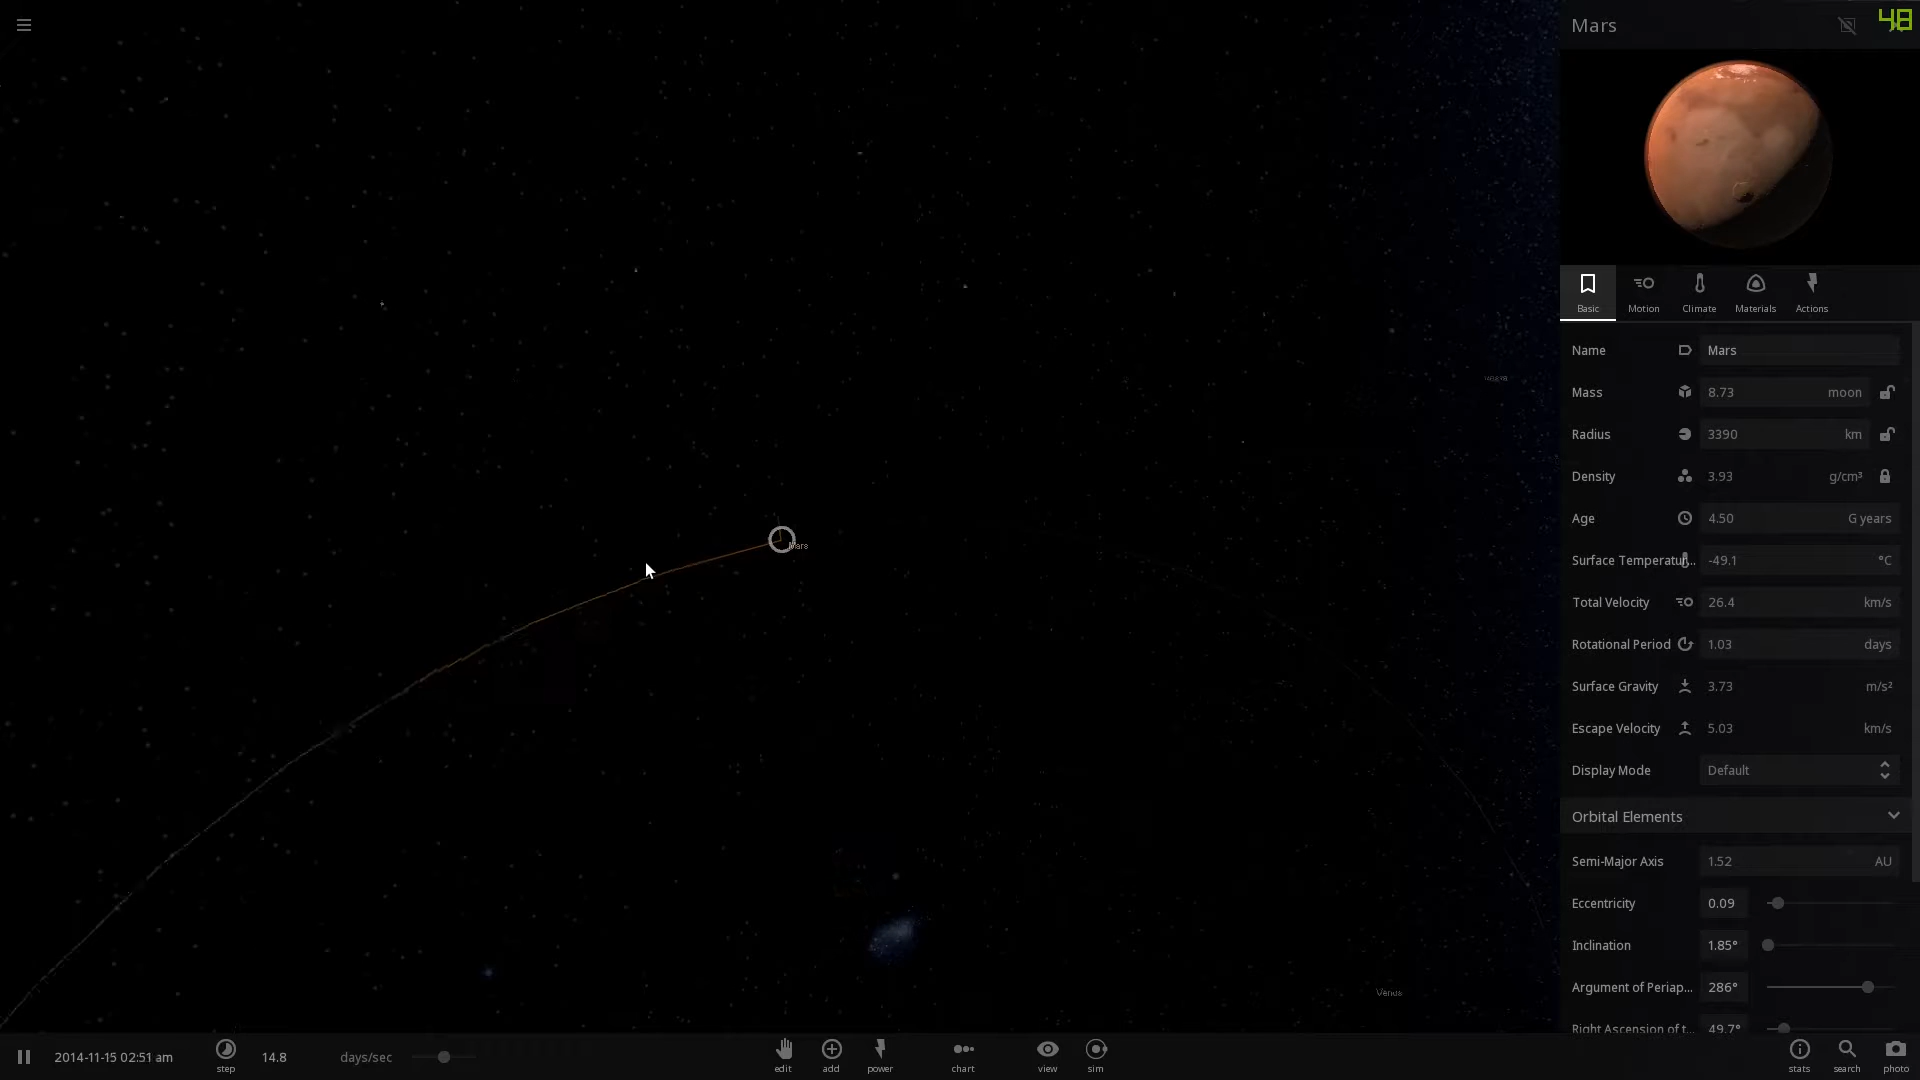 Mars
48
Basic
Motion
Climate
Materials
Actions
Name Mars
Mass 8.73 moon
Radius 3390 km
Density 3.93 g/cm³
Age 4.50 G years
Surface Temperatur... -49.1 °C
Total Velocity 26.4 km/s
Rotational Period 1.03 days
Surface Gravity 3.73 m/s²
Escape Velocity 5.03 km/s
Display Mode Default
Orbital Elements
Semi-Major Axis 1.52 AU
Eccentricity 0.09
Inclination 1.85°
Argument of Periap... 286°
Right Ascension of t... 49.7°
Mars
Venus
2014-11-15 02:51 am
step
14.8 days/sec
edit
add
power
chart
view
sim
stats
search
photo